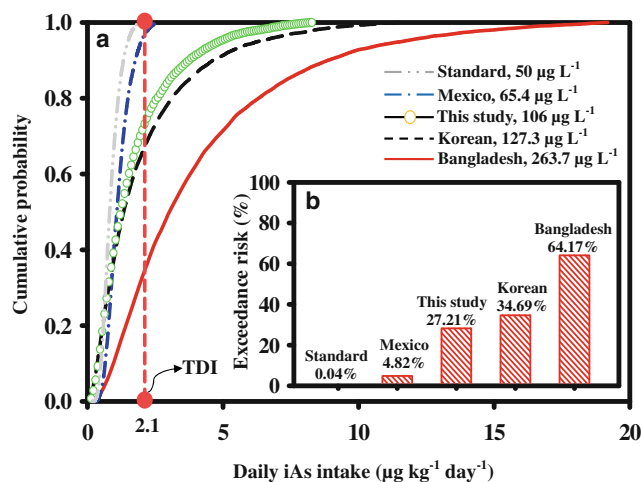 a
Standard, 50 µg L⁻¹
Mexico, 65.4 µg L⁻¹
This study, 106 µg L⁻¹
Korean, 127.3 µg L⁻¹
Bangladesh, 263.7 µg L⁻¹
Cumulative probability
1.0
0.8
0.6
0.4
0.2
0.0
TDI
0
2.1
5
10
15
20
Daily iAs intake (µg kg⁻¹ day⁻¹)
b
Exceedance risk (%)
100
80
60
40
20
0
Standard
0.04%
Mexico
4.82%
This study
27.21%
Korean
34.69%
Bangladesh
64.17%